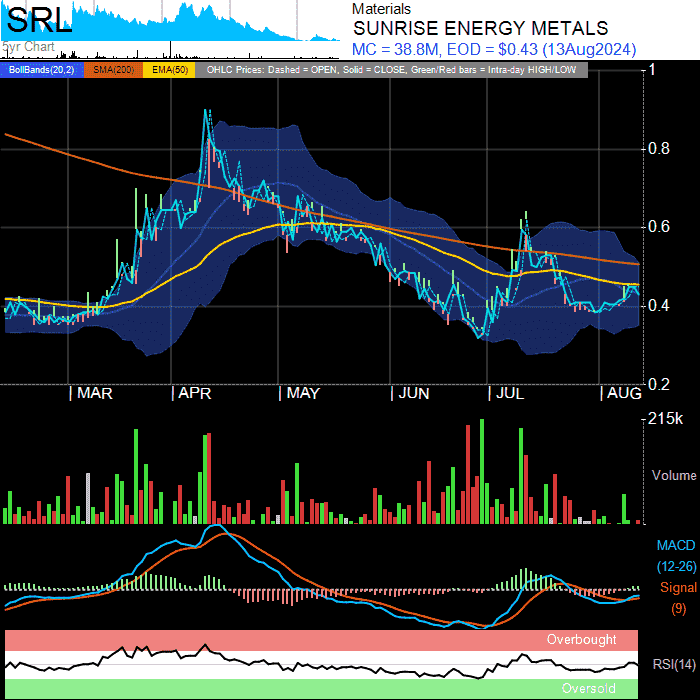 SRL
5yr Chart
Materials
SUNRISE ENERGY METALS
MC = 38.8M, EOD = $0.43 (13Aug2024)
BollBands(20,2) SMA(200) EMA(50) OHLC Prices: Dashed = OPEN, Solid = CLOSE, Green/Red bars = Intra-day HIGH/LOW
1
0.8
0.6
0.4
0.2
MAR APR MAY JUN JUL AUG
215k
Volume
MACD
(12-26)
Signal
(9)
Overbought
RSI(14)
Oversold